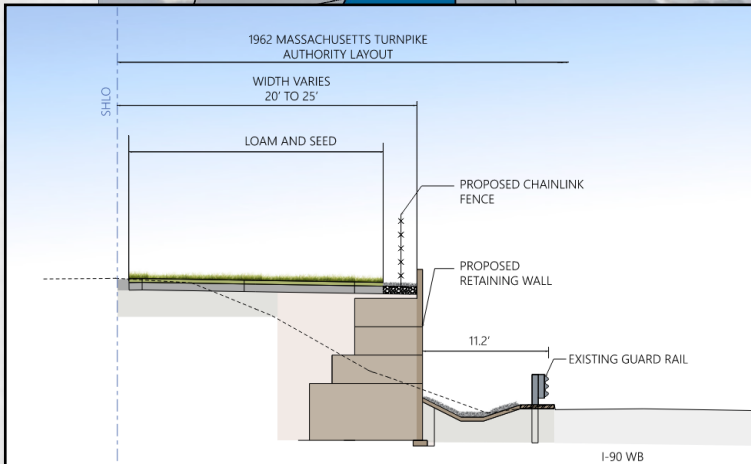 1962 MASSACHUSETTS TURNPIKE
AUTHORITY LAYOUT
SHLO
WIDTH VARIES
20' TO 25'
LOAM AND SEED
PROPOSED CHAINLINK
FENCE
PROPOSED
RETAINING WALL
11.2'
EXISTING GUARD RAIL
I-90 WB